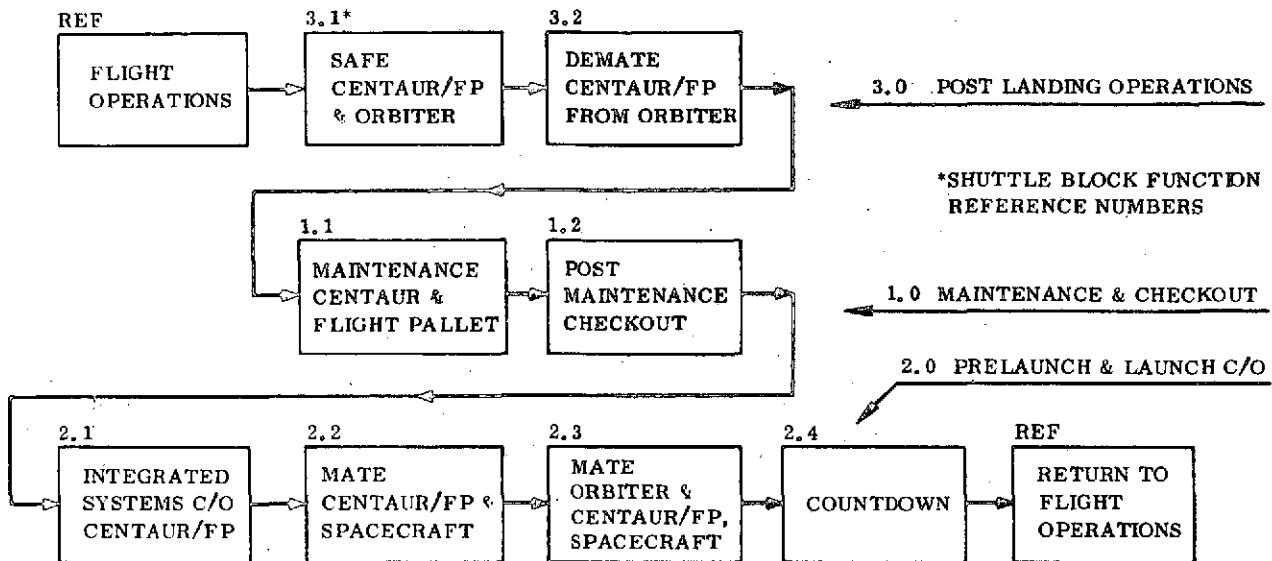 REF
FLIGHT
OPERATIONS
3.1*
SAFE
CENTAUR/FP
& ORBITER
3.2
DEMATE
CENTAUR/FP
FROM ORBITER
3.0 POST LANDING OPERATIONS
*SHUTTLE BLOCK FUNCTION
REFERENCE NUMBERS
1.1
MAINTENANCE
CENTAUR &
FLIGHT PALLET
1.2
POST
MAINTENANCE
CHECKOUT
1.0 MAINTENANCE & CHECKOUT
2.0 PRELAUNCH & LAUNCH C/O
2.1
INTEGRATED
SYSTEMS C/O
CENTAUR/FP
2.2
MATE
CENTAUR/FP &
SPACECRAFT
2.3
MATE
ORBITER &
CENTAUR/FP,
SPACECRAFT
2.4
COUNTDOWN
REF
RETURN TO
FLIGHT
OPERATIONS